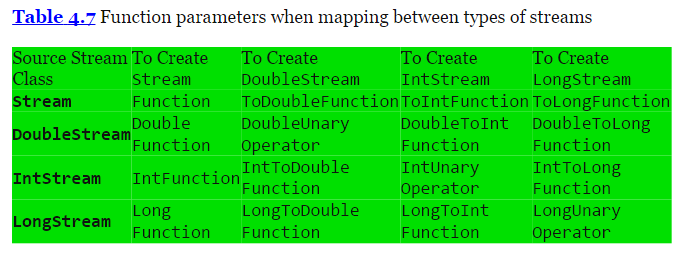 Table 4.7 Function parameters when mapping between types of streams
Source Stream To Create To Create To Create To Create
Class Stream DoubleStream IntStream LongStream
Stream Function ToDoubleFunction ToIntFunction ToLongFunction
DoubleStream Double DoubleUnary DoubleToInt DoubleToLong
Function Operator Function Function
IntStream IntFunction IntToDouble IntUnary IntToLong
Function Operator Function
LongStream Long LongToDouble LongToInt LongUnary
Function Function Function Operator